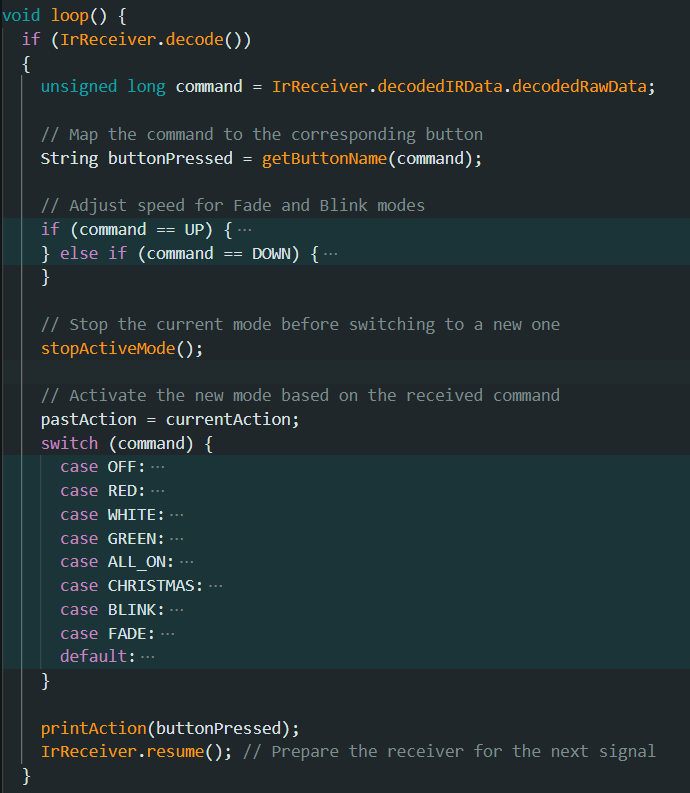 void loop() {
  if (IrReceiver.decode())
  {
    unsigned long command = IrReceiver.decodedIRData.decodedRawData;

    // Map the command to the corresponding button
    String buttonPressed = getButtonName(command);

    // Adjust speed for Fade and Blink modes
    if (command == UP) {···
    } else if (command == DOWN) {···
    }

    // Stop the current mode before switching to a new one
    stopActiveMode();

    // Activate the new mode based on the received command
    pastAction = currentAction;
    switch (command) {
      case OFF:···
      case RED:···
      case WHITE:···
      case GREEN:···
      case ALL_ON:···
      case CHRISTMAS:···
      case BLINK:···
      case FADE:···
      default:···
    }

    printAction(buttonPressed);
    IrReceiver.resume(); // Prepare the receiver for the next signal
  }